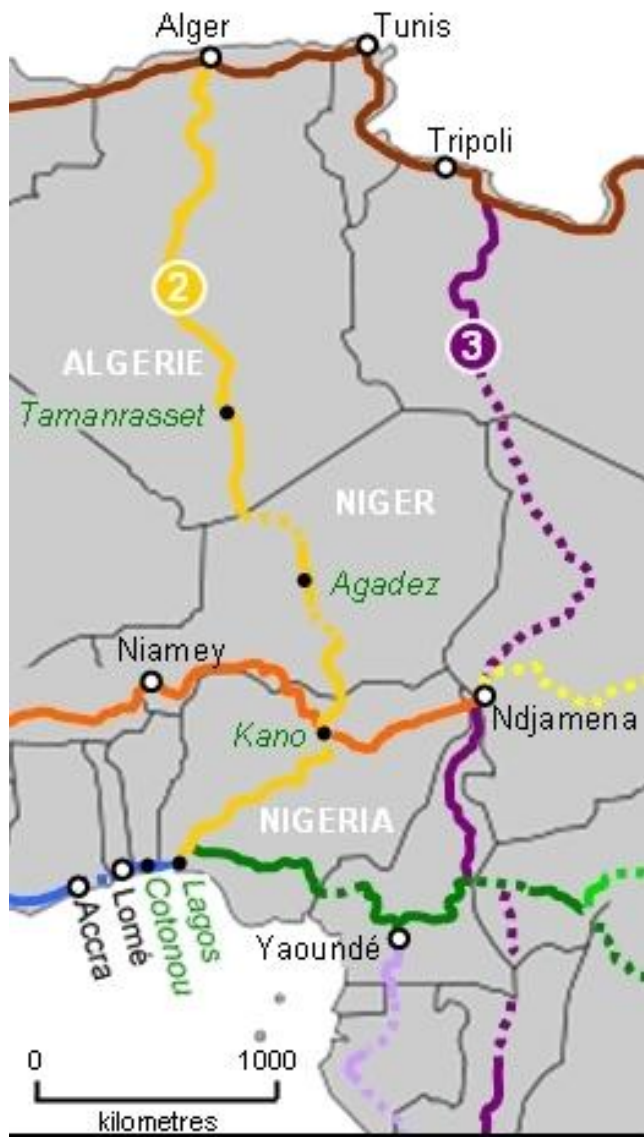 Alger
Tunis
Tripoli
2
3
ALGERIE
Tamanrasset
NIGER
Agadez
Niamey
Ndjamena
Kano
NIGERIA
Lagos
Cotonou
Lomé
Accra
Yaoundé
0 1000
kilometres